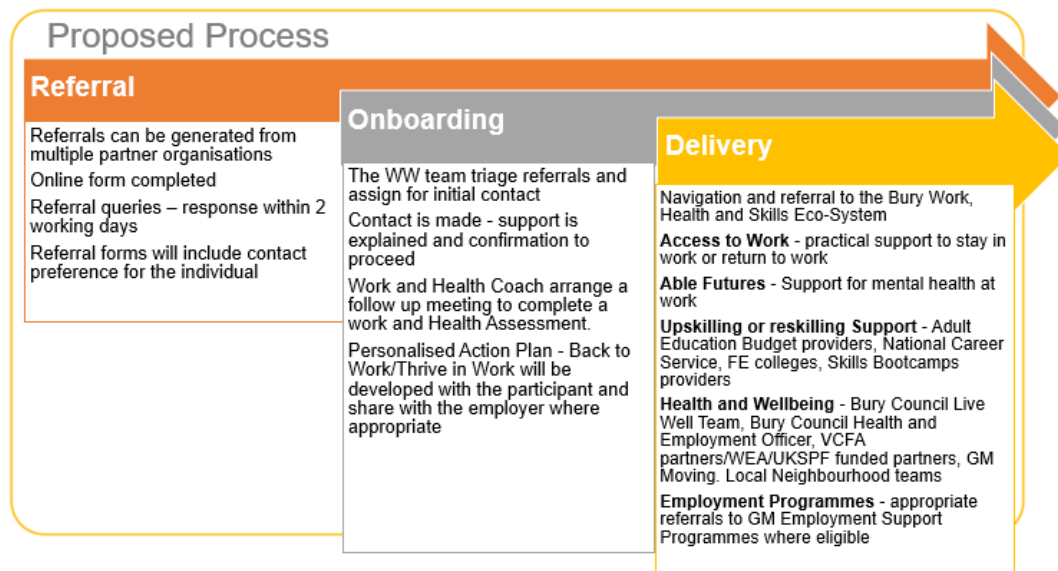 Proposed Process
Referral
Referrals can be generated from
multiple partner organisations
Online form completed
Referral queries – response within 2
working days
Referral forms will include contact
preference for the individual
Onboarding
The WW team triage referrals and
assign for initial contact
Contact is made - support is
explained and confirmation to
proceed
Work and Health Coach arrange a
follow up meeting to complete a
work and Health Assessment.
Personalised Action Plan - Back to
Work/Thrive in Work will be
developed with the participant and
share with the employer where
appropriate
Delivery
Navigation and referral to the Bury Work,
Health and Skills Eco-System
Access to Work - practical support to stay in
work or return to work
Able Futures - Support for mental health at
work
Upskilling or reskilling Support - Adult
Education Budget providers, National Career
Service, FE colleges, Skills Bootcamps
providers
Health and Wellbeing - Bury Council Live
Well Team, Bury Council Health and
Employment Officer, VCFA
partners/WEA/UKSPF funded partners, GM
Moving. Local Neighbourhood teams
Employment Programmes - appropriate
referrals to GM Employment Support
Programmes where eligible